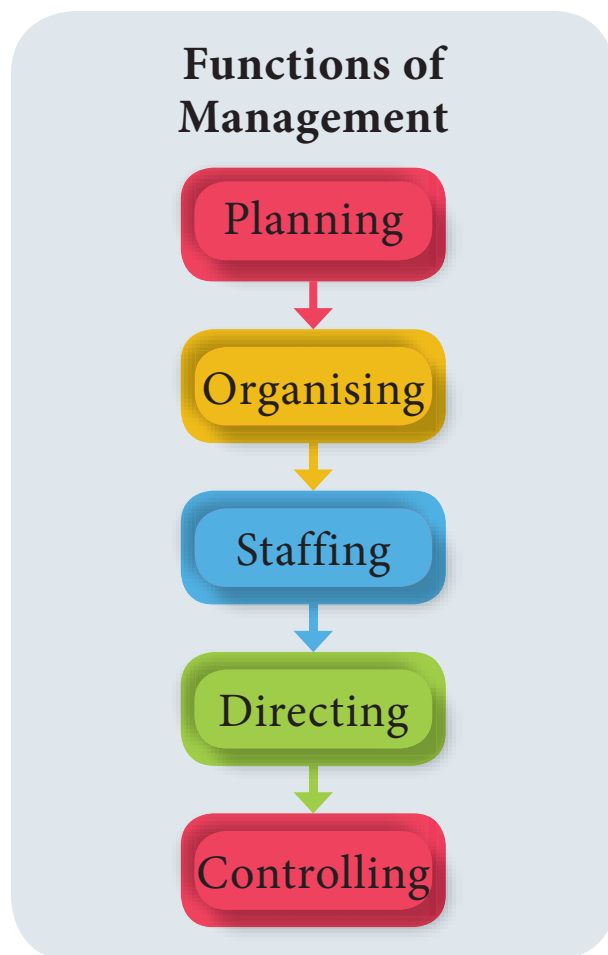 Functions of
Management
Planning
Organising
Staffing
Directing
Controlling